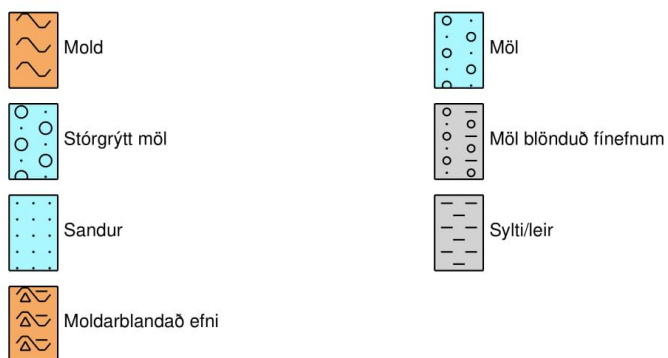 Mold
Möl
Stórgrýtt möl
Möl blönduð fínefnum
Sandur
Sylti/leir
Moldarblandað efni